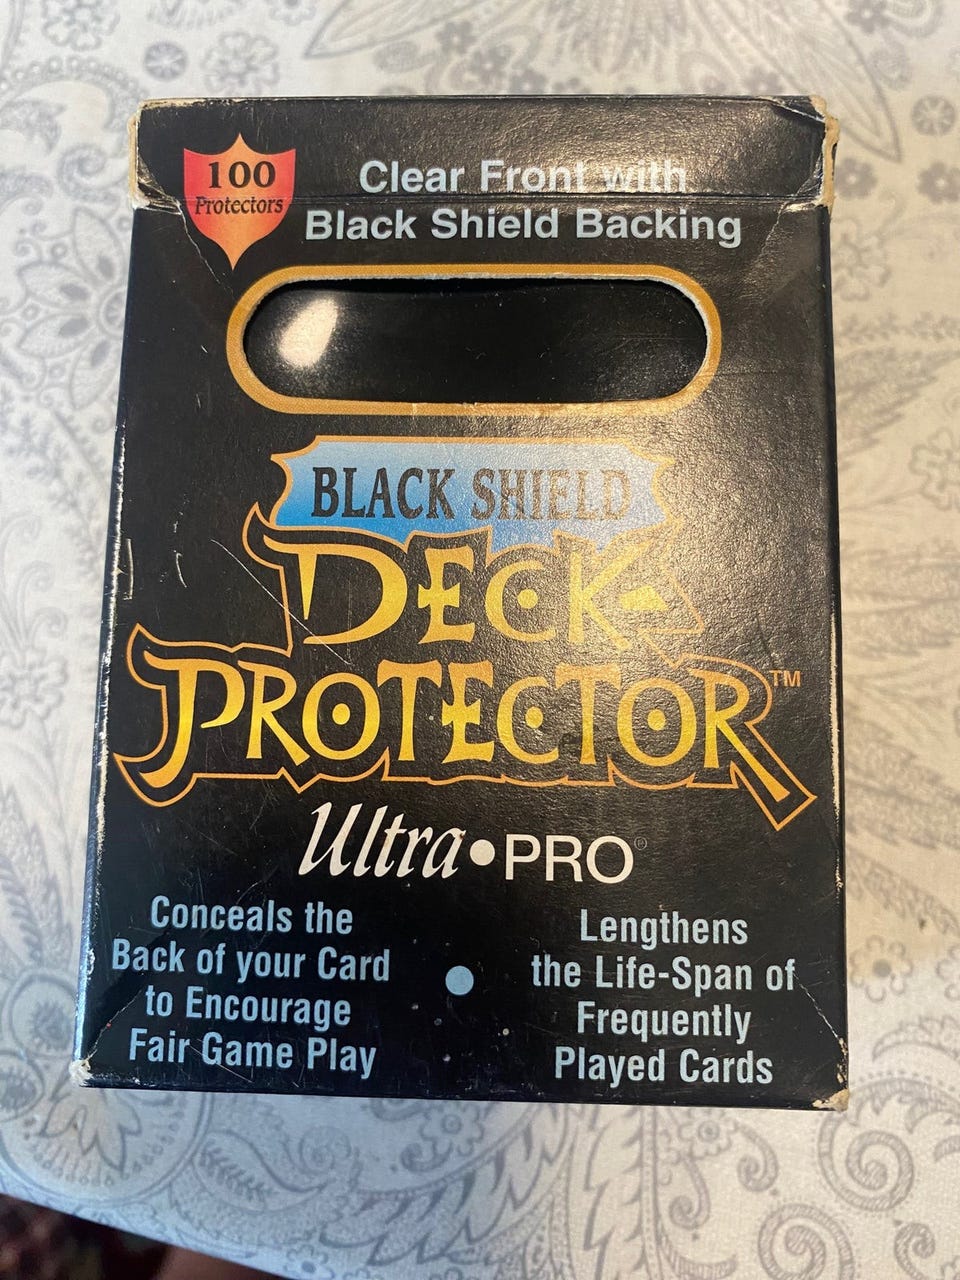 100
Protectors
Clear Front with
Black Shield Backing
BLACK SHIELD
DECK
PROTECTOR™
Ultra•PRO®
Conceals the
Back of your Card
to Encourage
Fair Game Play
•
Lengthens
the Life-Span of
Frequently
Played Cards